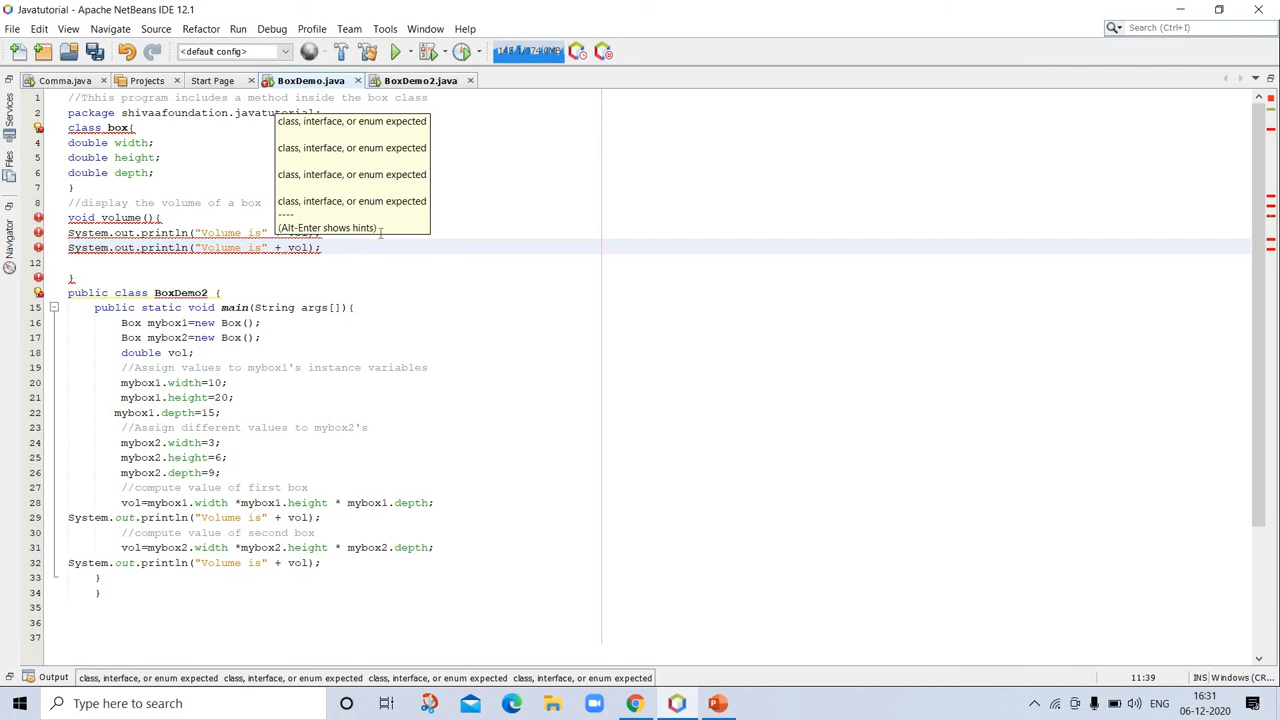 Javatutorial - Apache NetBeans IDE 12.1
File Edit View Navigate Source Refactor Run Debug Profile Team Tools Window Help
Search (Ctrl+I)
<default config>
Comma.java Projects Start Page BoxDemo.java BoxDemo2.java
Services
Files
Navigator
1 //Thhis program includes a method inside the box class
2 package shivaafoundation.javatutorial;
class box{
4 double width;
5 double height;
6 double depth;
7 }
8 //display the volume of a box
void volume(){
System.out.println("Volume is"
System.out.println("Volume is" + vol);
12
}
public class BoxDemo2 {
15 public static void main(String args[]){
16 Box mybox1=new Box();
17 Box mybox2=new Box();
18 double vol;
19 //Assign values to mybox1's instance variables
20 mybox1.width=10;
21 mybox1.height=20;
22 mybox1.depth=15;
23 //Assign different values to mybox2's
24 mybox2.width=3;
25 mybox2.height=6;
26 mybox2.depth=9;
27 //compute value of first box
28 vol=mybox1.width *mybox1.height * mybox1.depth;
29 System.out.println("Volume is" + vol);
30 //compute value of second box
31 vol=mybox2.width *mybox2.height * mybox2.depth;
32 System.out.println("Volume is" + vol);
33 }
34 }
35
36
37
class, interface, or enum expected
class, interface, or enum expected
class, interface, or enum expected
class, interface, or enum expected
----
(Alt-Enter shows hints)
Output class, interface, or enum expected class, interface, or enum expected class, interface, or enum expected class, interface, or enum expected
11:39 INS Windows (CR...
Type here to search
ENG
16:31
06-12-2020